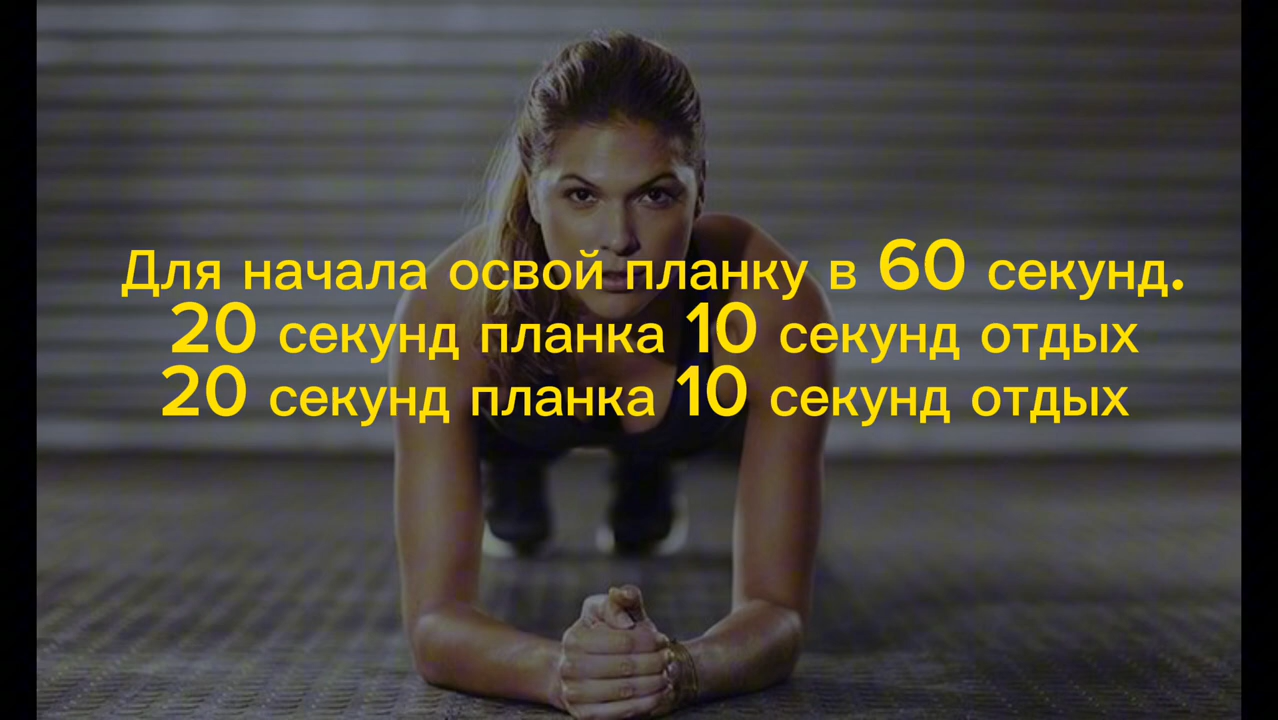 Для начала освой планку в 60 секунд.
20 секунд планка 10 секунд отдых
20 секунд планка 10 секунд отдых